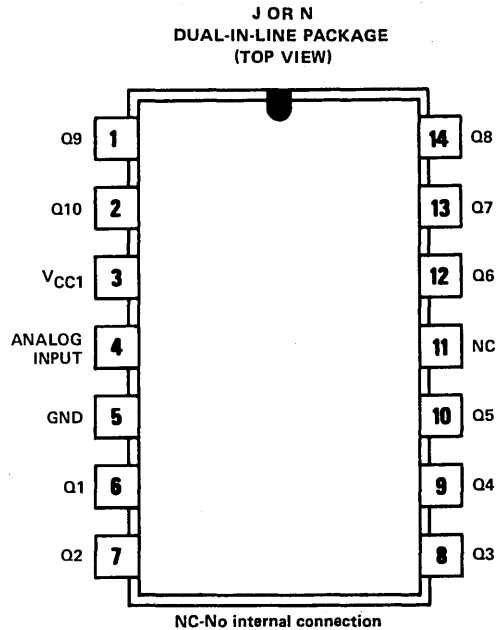 J OR N
DUAL-IN-LINE PACKAGE
(TOP VIEW)
Q9 1
14 Q8
Q10 2
13 Q7
VCC1 3
12 Q6
ANALOG
INPUT 4
11 NC
GND 5
10 Q5
Q1 6
9 Q4
Q2 7
8 Q3
NC-No internal connection